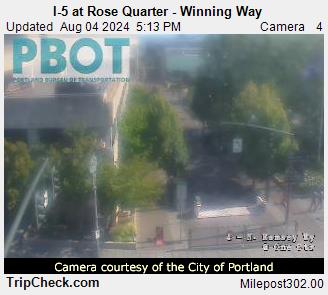 I-5 at Rose Quarter - Winning Way
Updated Aug 04 2024 5:13 PM Camera 4
PBOT
PORTLAND BUREAU OF TRANSPORTATION
Camera courtesy of the City of Portland
TripCheck.com Milepost302.00